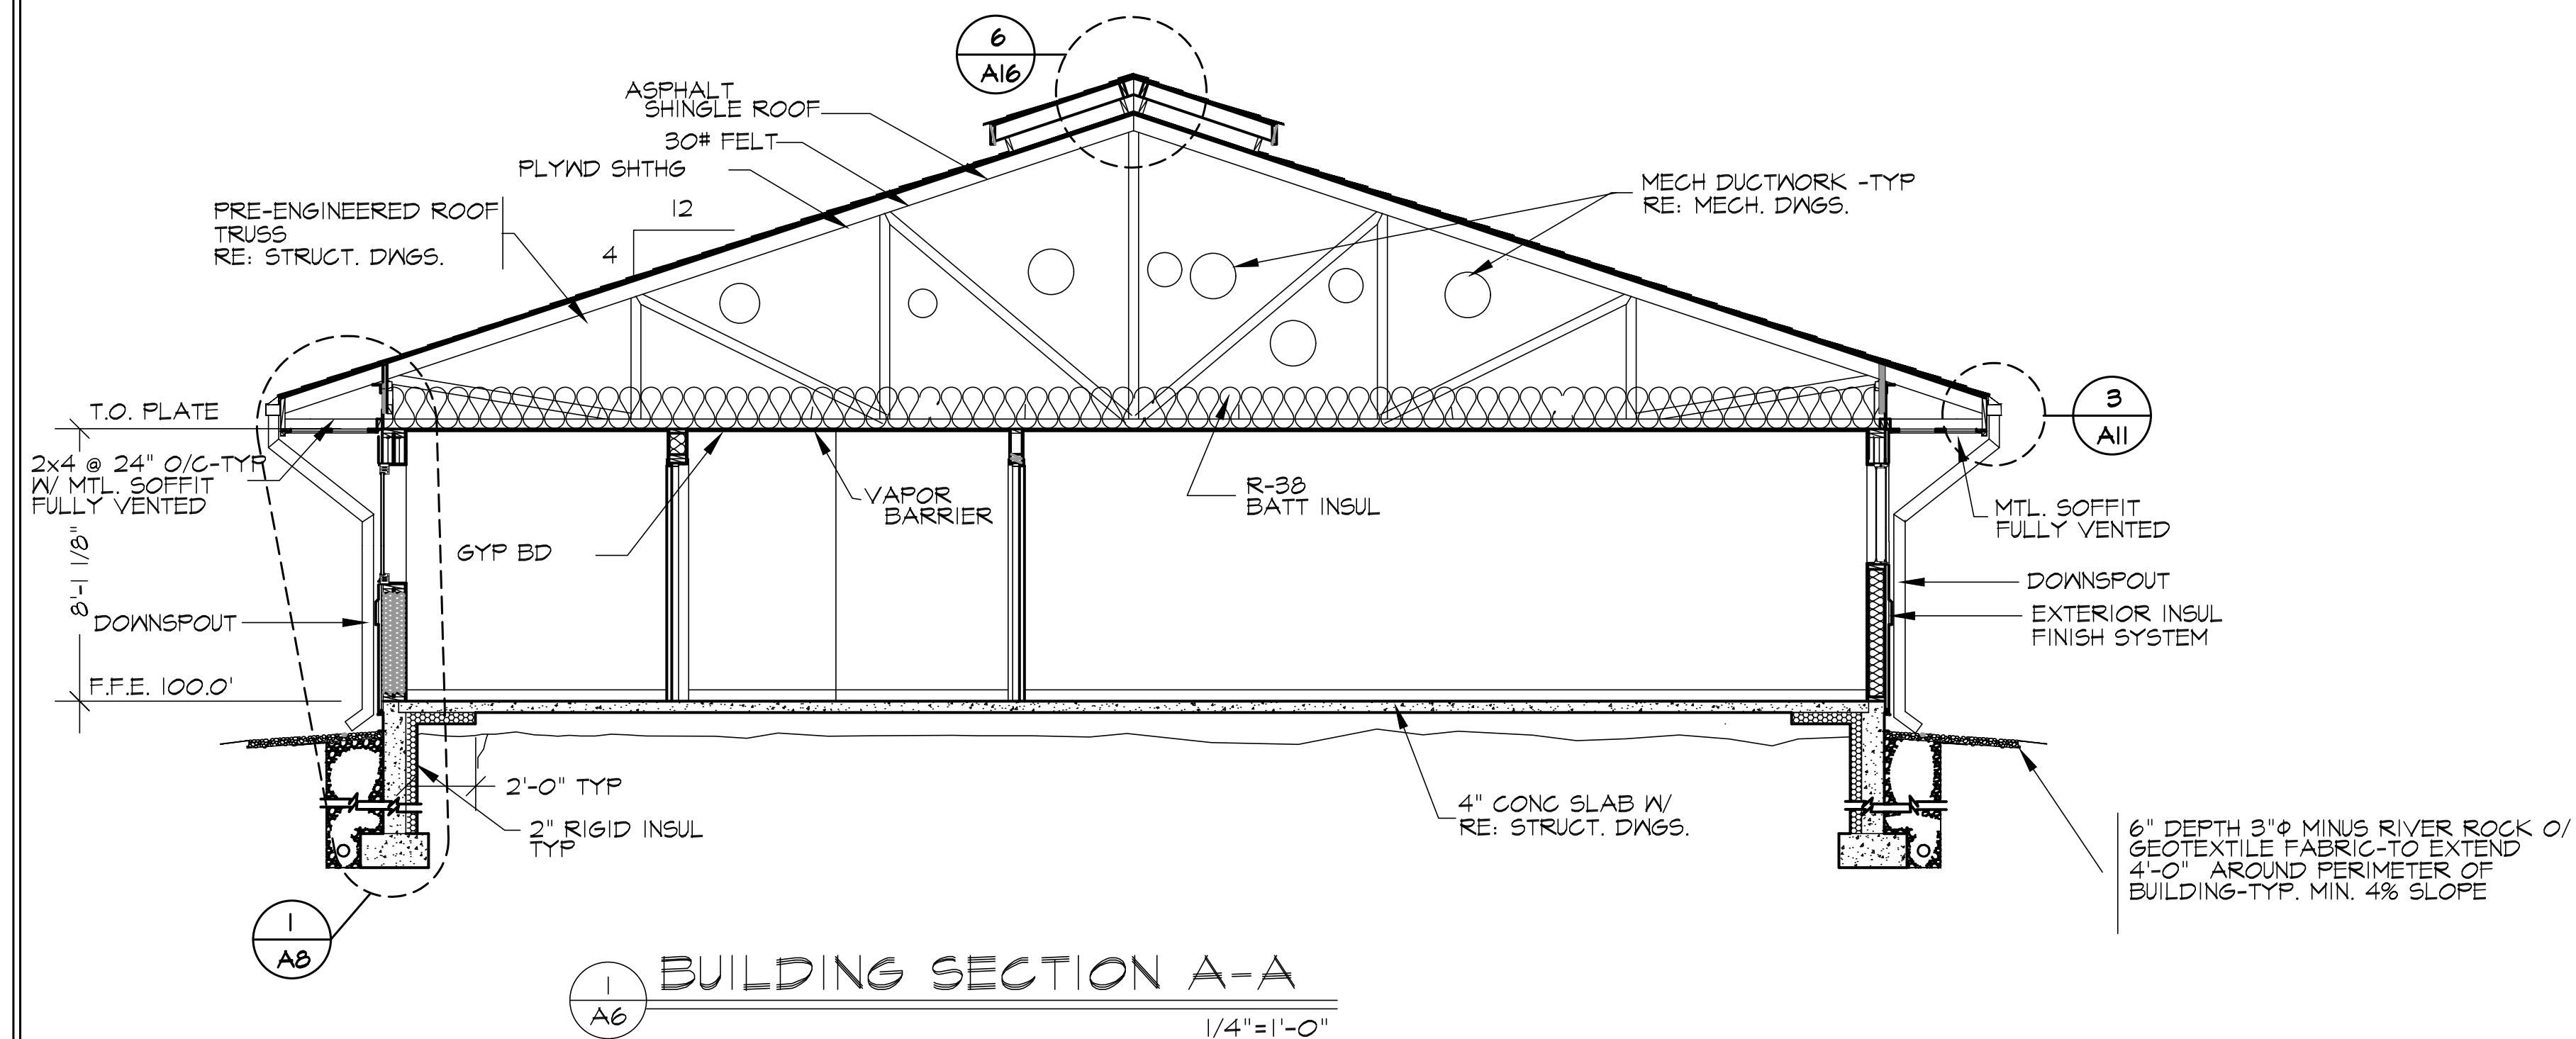 6
A16
ASPHALT
SHINGLE ROOF
30# FELT
PLYWD SHTHG
12
4
PRE-ENGINEERED ROOF
TRUSS
RE: STRUCT. DWGS.
MECH DUCTWORK -TYP
RE: MECH. DWGS.
T.O. PLATE
2x4 @ 24" O/C-TYP
W/ MTL. SOFFIT
FULLY VENTED
8'-1 1/8"
DOWNSPOUT
F.F.E. 100.0'
GYP BD
VAPOR
BARRIER
R-38
BATT INSUL
3
A11
MTL. SOFFIT
FULLY VENTED
DOWNSPOUT
EXTERIOR INSUL
FINISH SYSTEM
2'-0" TYP
2" RIGID INSUL
TYP
4" CONC SLAB W/
RE: STRUCT. DWGS.
6" DEPTH 3"Φ MINUS RIVER ROCK O/
GEOTEXTILE FABRIC-TO EXTEND
4'-0" AROUND PERIMETER OF
BUILDING-TYP. MIN. 4% SLOPE
1
A8
1
A6
BUILDING SECTION A-A
1/4"=1'-0"